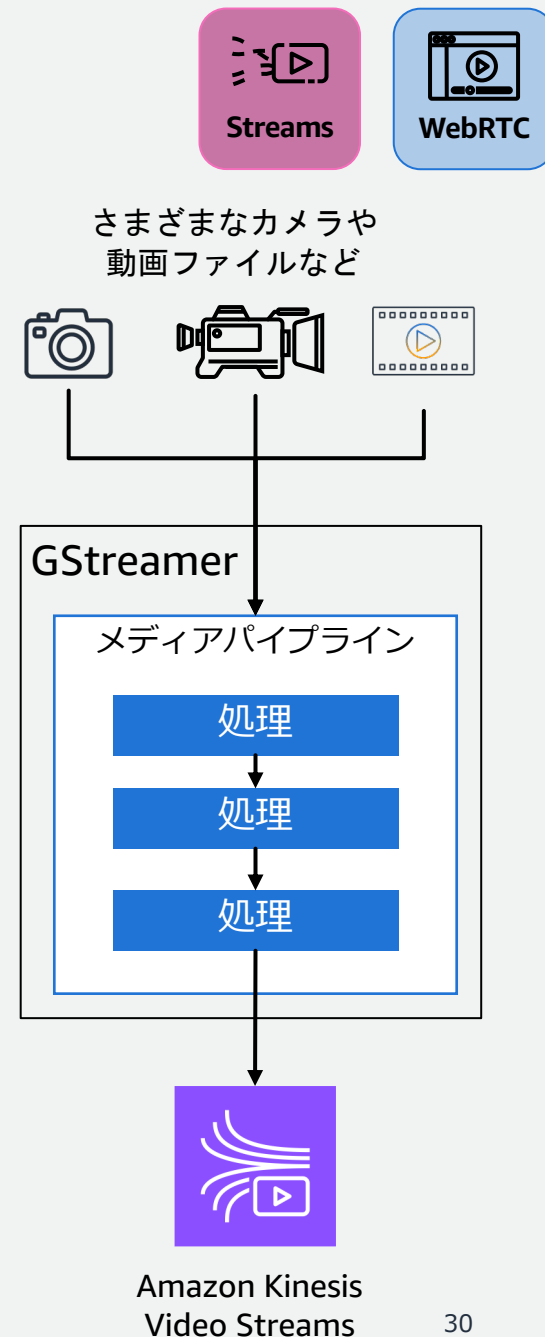 Streams
WebRTC
さまざまなカメラや
動画ファイルなど
GStreamer
メディアパイプライン
処理
処理
処理
Amazon Kinesis
Video Streams
30